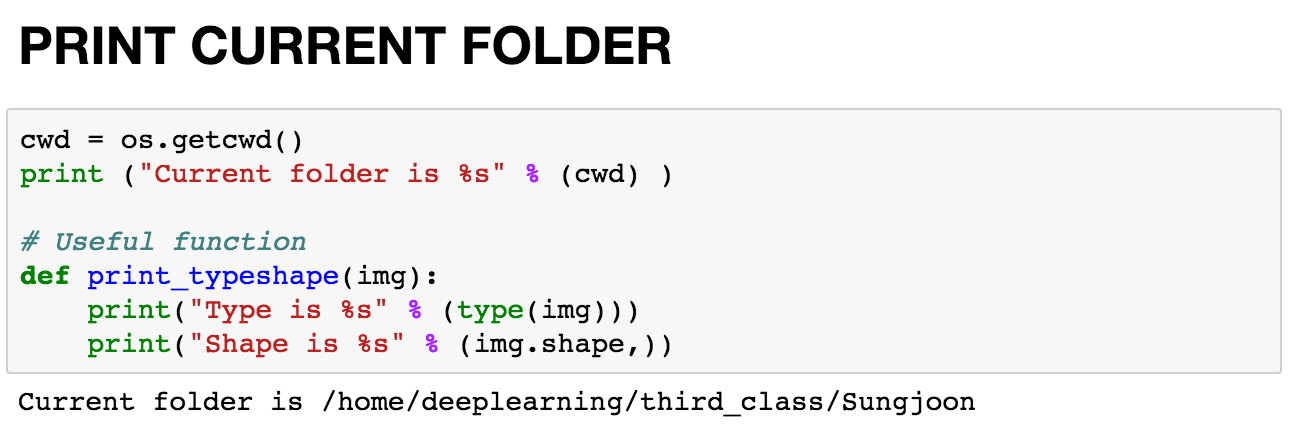 PRINT CURRENT FOLDER
cwd = os.getcwd()
print ("Current folder is %s" % (cwd) )
# Useful function
def print_typeshape(img):
    print("Type is %s" % (type(img)))
    print("Shape is %s" % (img.shape,))
Current folder is /home/deeplearning/third_class/Sungjoon